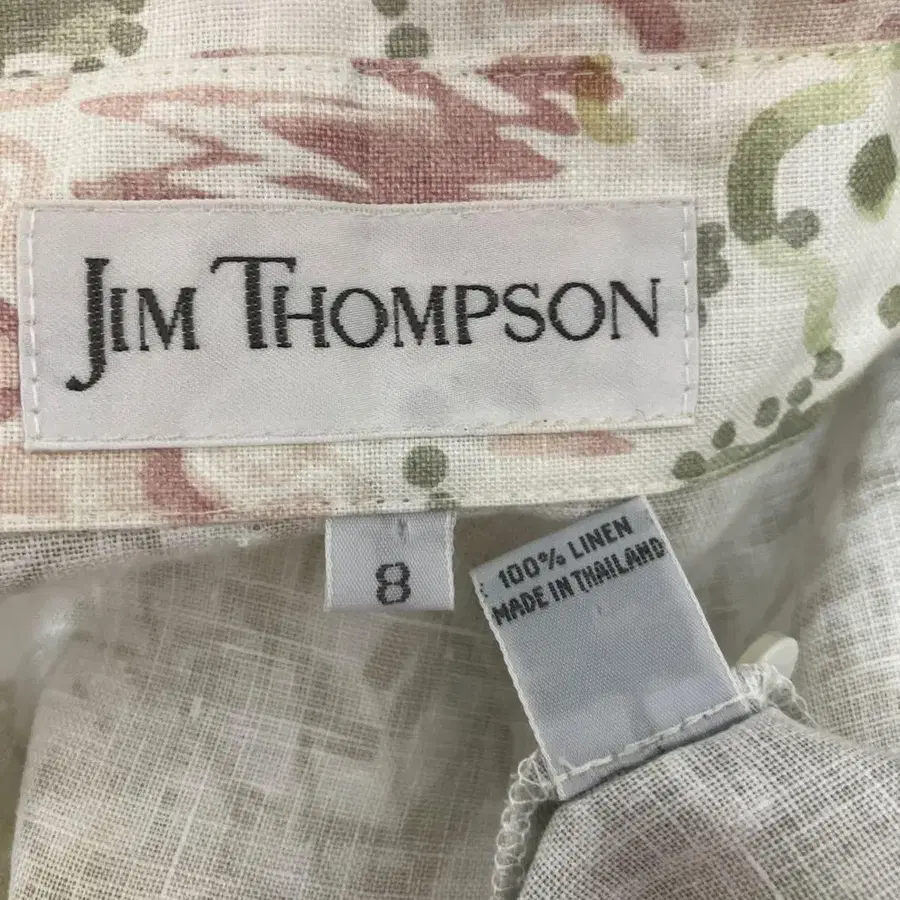 JIM THOMPSON
8
100% LINEN
MADE IN THAILAND